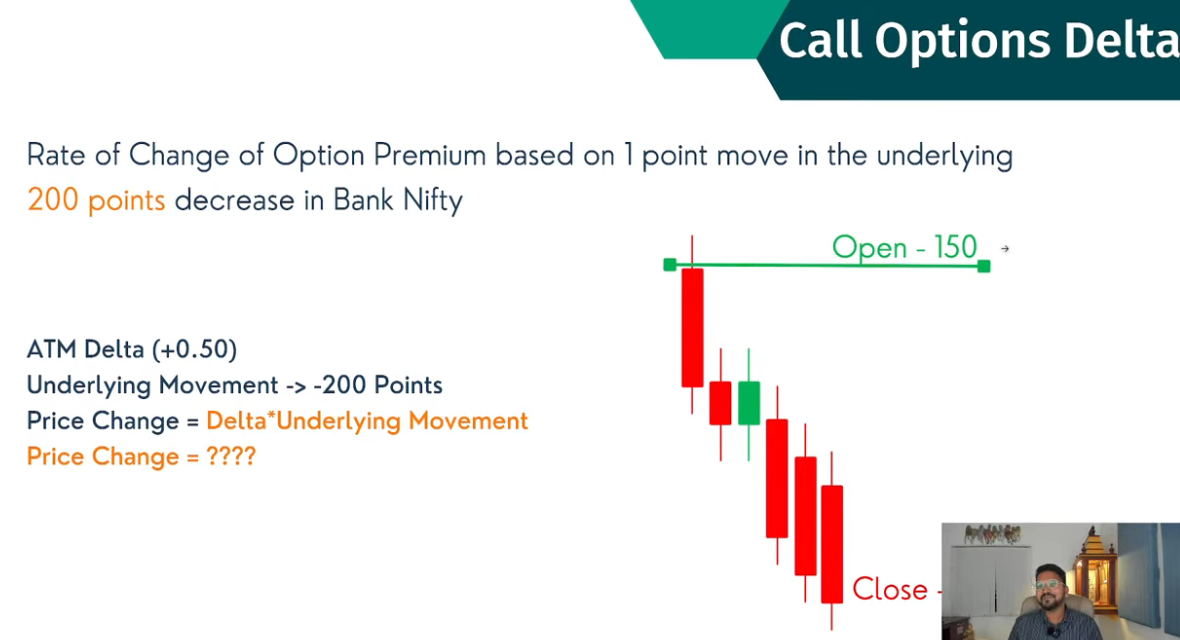 Call Options Delta
Rate of Change of Option Premium based on 1 point move in the underlying
200 points decrease in Bank Nifty
Open - 150
ATM Delta (+0.50)
Underlying Movement -> -200 Points
Price Change = Delta*Underlying Movement
Price Change = ????
Close -